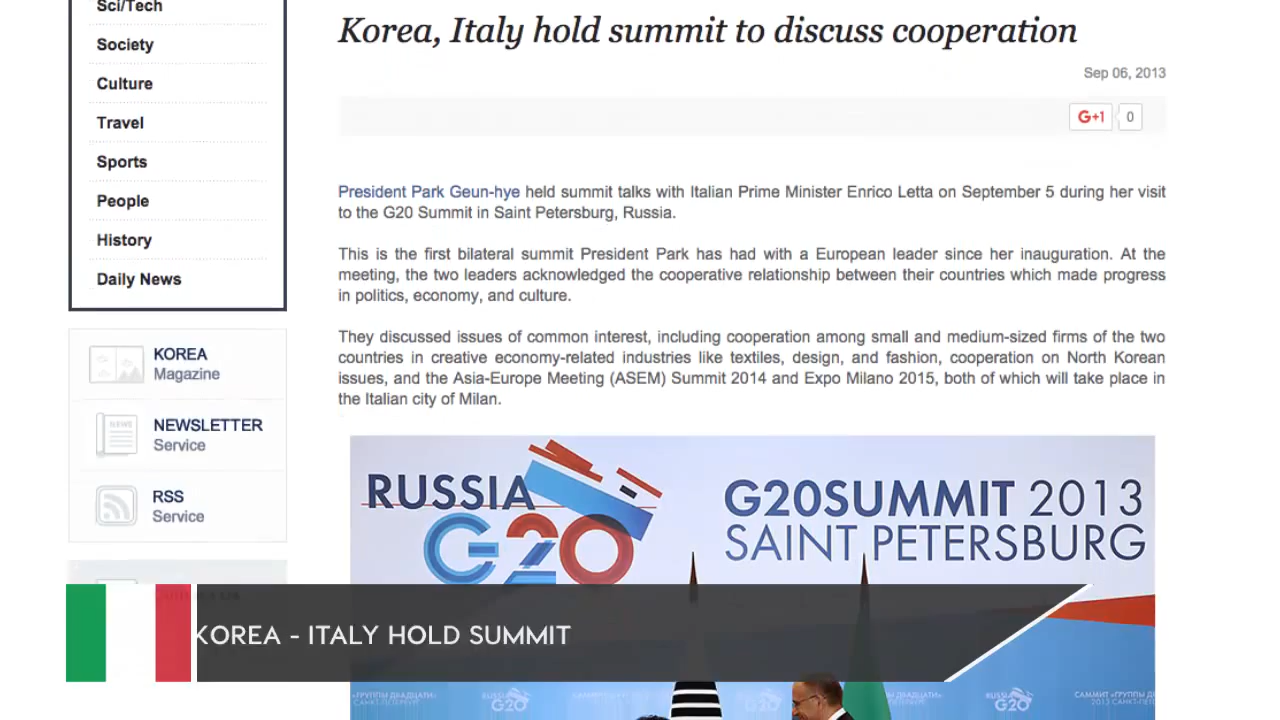 Sci/Tech
Society
Culture
Travel
Sports
People
History
Daily News
KOREA
Magazine
NEWS
NEWSLETTER
Service
RSS
Service
Korea, Italy hold summit to discuss cooperation
Sep 06, 2013
G+1 0
President Park Geun-hye held summit talks with Italian Prime Minister Enrico Letta on September 5 during her visit
to the G20 Summit in Saint Petersburg, Russia.
This is the first bilateral summit President Park has had with a European leader since her inauguration. At the
meeting, the two leaders acknowledged the cooperative relationship between their countries which made progress
in politics, economy, and culture.
They discussed issues of common interest, including cooperation among small and medium-sized firms of the two
countries in creative economy-related industries like textiles, design, and fashion, cooperation on North Korean
issues, and the Asia-Europe Meeting (ASEM) Summit 2014 and Expo Milano 2015, both of which will take place in
the Italian city of Milan.
RUSSIA
G20
G20SUMMIT 2013
SAINT PETERSBURG
KOREA - ITALY HOLD SUMMIT